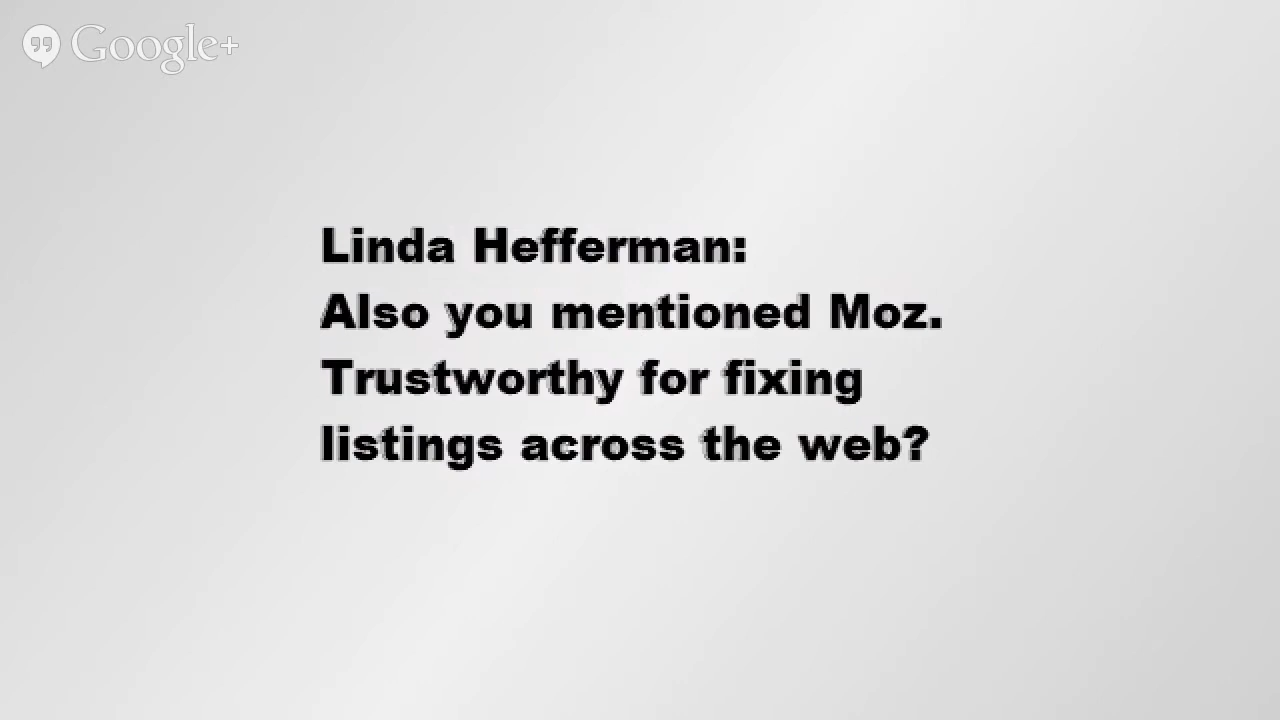 Google+
Linda Hefferman:
Also you mentioned Moz.
Trustworthy for fixing
listings across the web?